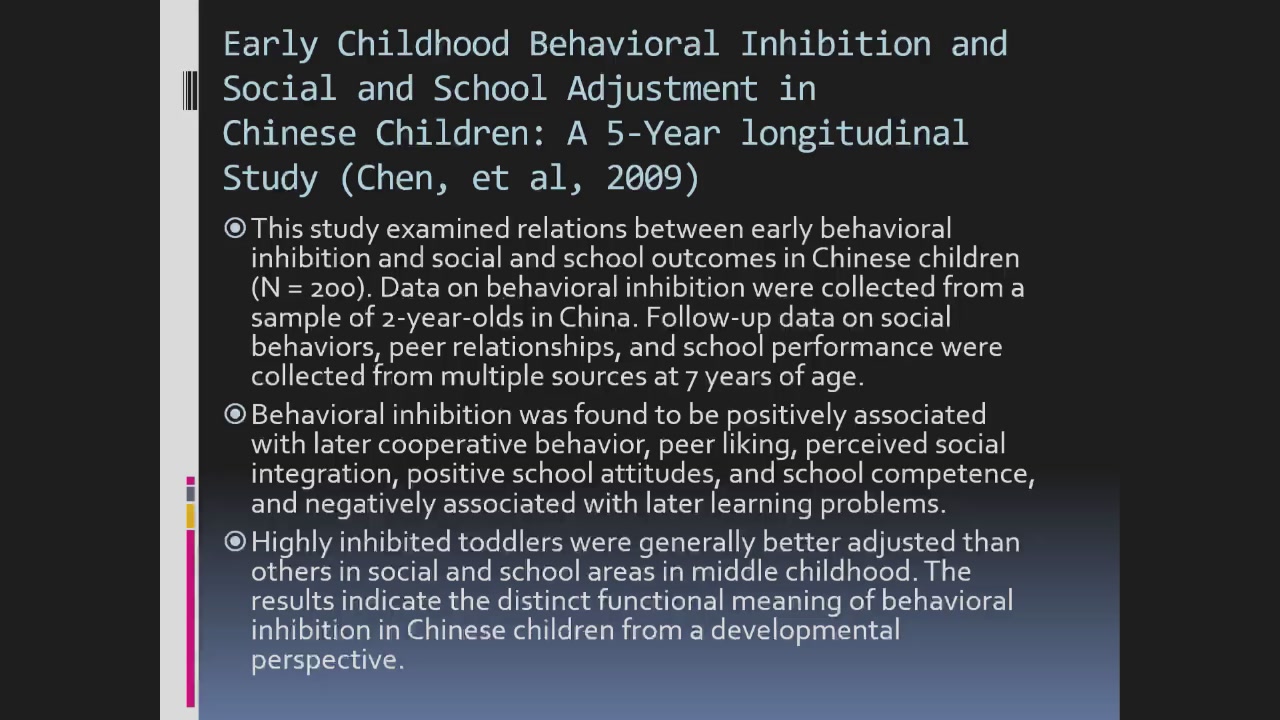 Early Childhood Behavioral Inhibition and
Social and School Adjustment in
Chinese Children: A 5-Year longitudinal
Study (Chen, et al, 2009)
This study examined relations between early behavioral
inhibition and social and school outcomes in Chinese children
(N = 200). Data on behavioral inhibition were collected from a
sample of 2-year-olds in China. Follow-up data on social
behaviors, peer relationships, and school performance were
collected from multiple sources at 7 years of age.
Behavioral inhibition was found to be positively associated
with later cooperative behavior, peer liking, perceived social
integration, positive school attitudes, and school competence,
and negatively associated with later learning problems.
Highly inhibited toddlers were generally better adjusted than
others in social and school areas in middle childhood. The
results indicate the distinct functional meaning of behavioral
inhibition in Chinese children from a developmental
perspective.